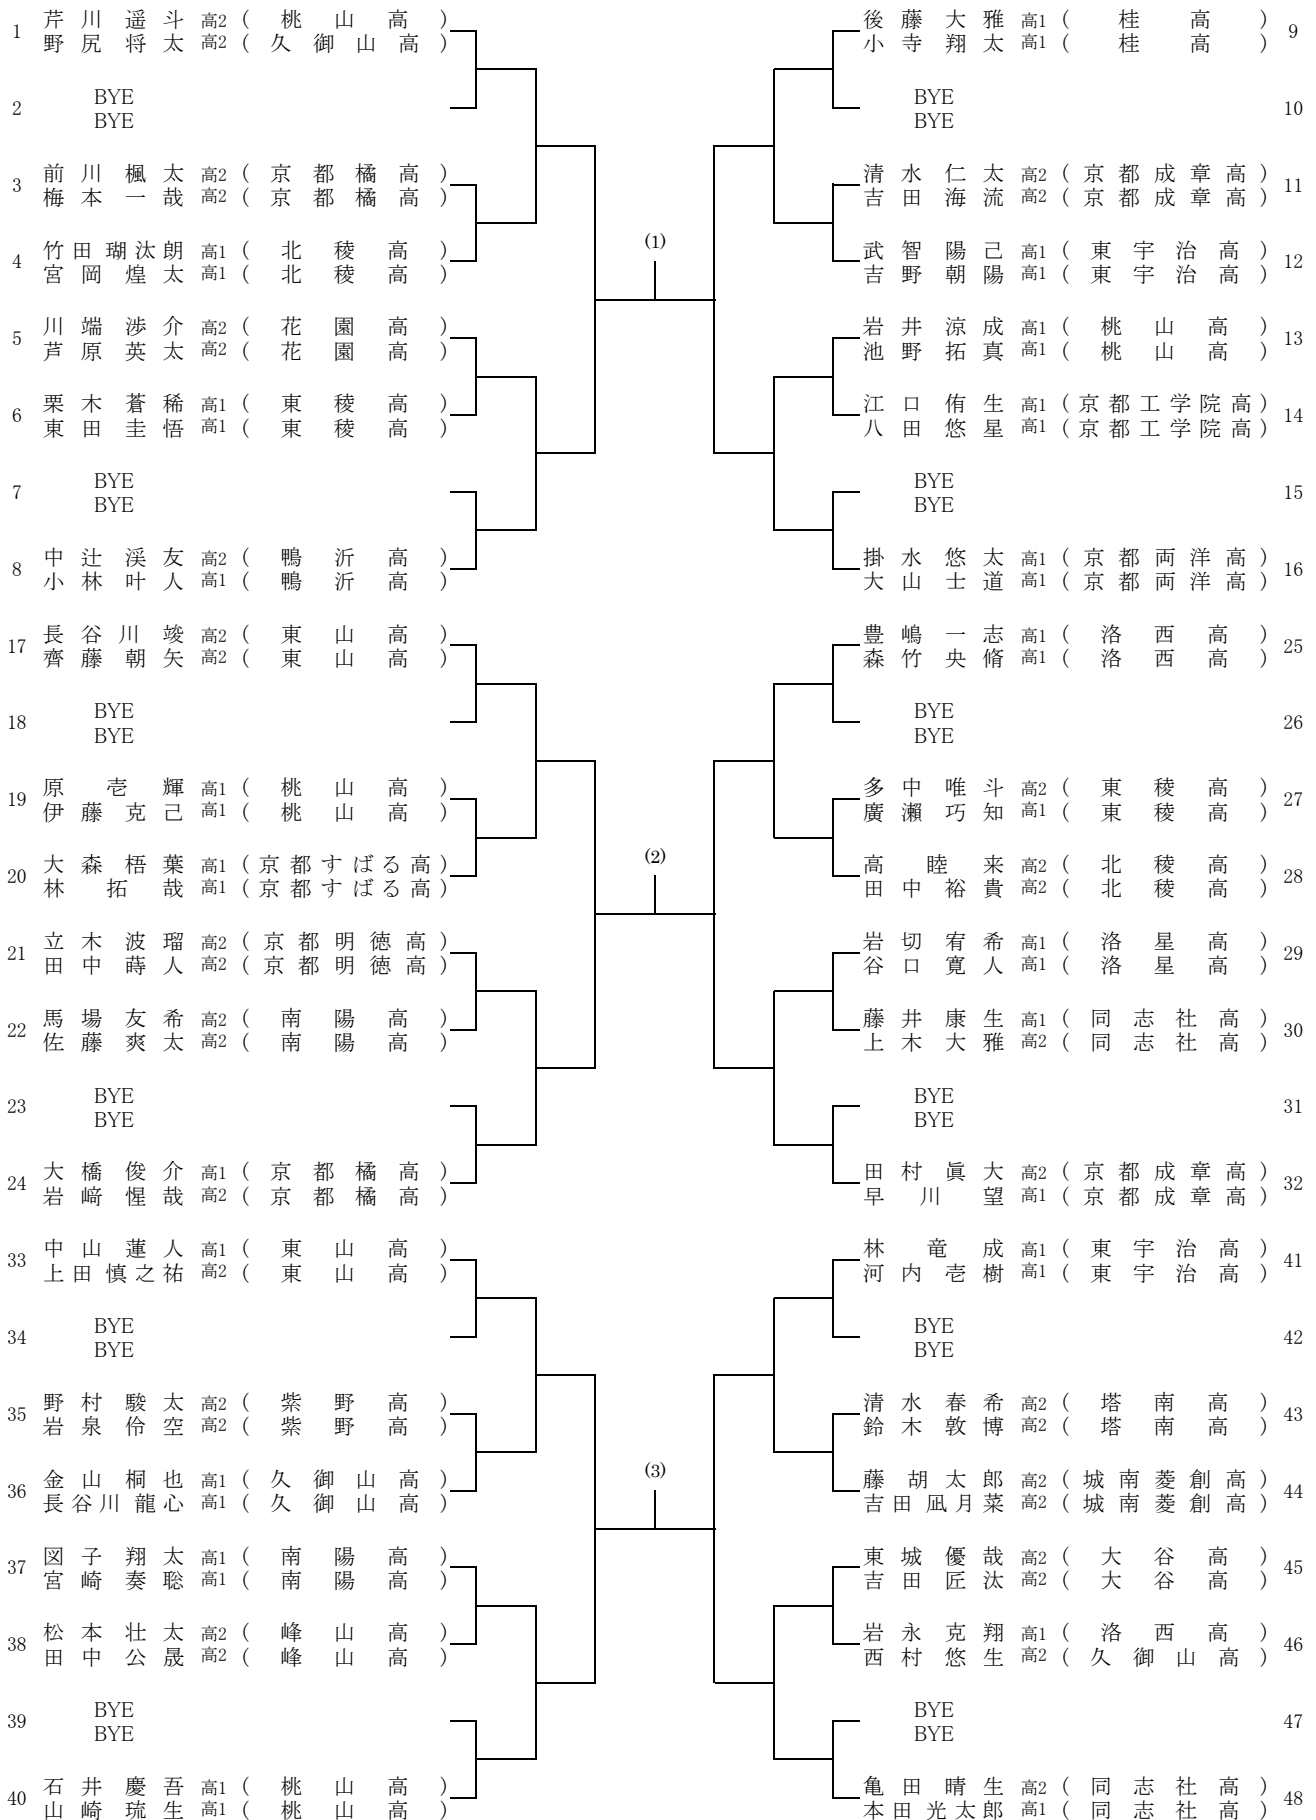 1 芹川遥斗 高2 (桃山高)
野尻将太 高2 (久御山高)
2 BYE
BYE
3 前川楓太 高2 (京都橘高)
梅本一哉 高2 (京都橘高)
4 竹田瑚汰朗 高1 (北稜高)
宮岡煌太 高1 (北稜高)
5 川端渉介 高2 (花園高)
芦原英太 高2 (花園高)
6 栗木蒼稀 高1 (東稜高)
東田圭悟 高1 (東稜高)
7 BYE
BYE
8 中辻渓友 高2 (鴨沂高)
小林叶人 高1 (鴨沂高)
後藤大雅 高1 (桂高) 9
小寺翔太 高1 (桂高)
BYE 10
BYE
清水仁太 高2 (京都成章高) 11
吉田海流 高2 (京都成章高)
武智陽己 高1 (東宇治高) 12
吉野朝陽 高1 (東宇治高)
岩井涼成 高1 (桃山高) 13
池野拓真 高1 (桃山高)
江口侑生 高1 (京都工学院高) 14
八田悠星 高1 (京都工学院高)
BYE 15
BYE
掛水悠太 高1 (京都両洋高) 16
大山士道 高1 (京都両洋高)
(1)
17 長谷川竣 高2 (東山高)
齊藤朝矢 高2 (東山高)
18 BYE
BYE
19 原壱輝 高1 (桃山高)
伊藤克己 高1 (桃山高)
20 大森梧葉 高1 (京都すばる高)
林拓哉 高1 (京都すばる高)
21 立木波瑠 高2 (京都明徳高)
田中蒔人 高2 (京都明徳高)
22 馬場友希 高2 (南陽高)
佐藤爽太 高2 (南陽高)
23 BYE
BYE
24 大橋俊介 高1 (京都橘高)
岩﨑惺哉 高2 (京都橘高)
豊嶋一志 高1 (洛西高) 25
森竹央脩 高1 (洛西高)
BYE 26
BYE
多中唯斗 高2 (東稜高) 27
廣瀬巧知 高1 (東稜高)
高睦来 高2 (北稜高) 28
田中裕貴 高2 (北稜高)
岩切宥希 高1 (洛星高) 29
谷口寛人 高1 (洛星高)
藤井康生 高1 (同志社高) 30
上木大雅 高2 (同志社高)
BYE 31
BYE
田村眞大 高2 (京都成章高) 32
早川望 高1 (京都成章高)
(2)
33 中山蓮人 高1 (東山高)
上田慎之祐 高2 (東山高)
34 BYE
BYE
35 野村駿太 高2 (紫野高)
岩泉伶空 高2 (紫野高)
36 金山桐也 高1 (久御山高)
長谷川龍心 高1 (久御山高)
37 図子翔太 高1 (南陽高)
宮崎奏聡 高1 (南陽高)
38 松本壮太 高2 (峰山高)
田中公晟 高2 (峰山高)
39 BYE
BYE
40 石井慶吾 高1 (桃山高)
山崎琉生 高1 (桃山高)
林竜成 高1 (東宇治高) 41
河内壱樹 高1 (東宇治高)
BYE 42
BYE
清水春希 高2 (塔南高) 43
鈴木敦博 高2 (塔南高)
藤胡太郎 高2 (城南菱創高) 44
吉田凪月菜 高2 (城南菱創高)
東城優哉 高2 (大谷高) 45
吉田匠汰 高2 (大谷高)
岩永克翔 高1 (洛西高) 46
西村悠生 高2 (久御山高)
BYE 47
BYE
亀田晴生 高2 (同志社高) 48
本田光太郎 高1 (同志社高)
(3)